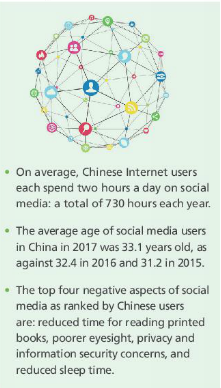 • On average, Chinese Internet users
each spend two hours a day on social
media: a total of 730 hours each year.
• The average age of social media users
in China in 2017 was 33.1 years old, as
against 32.4 in 2016 and 31.2 in 2015.
• The top four negative aspects of social
media as ranked by Chinese users
are: reduced time for reading printed
books, poorer eyesight, privacy and
information security concerns, and
reduced sleep time.